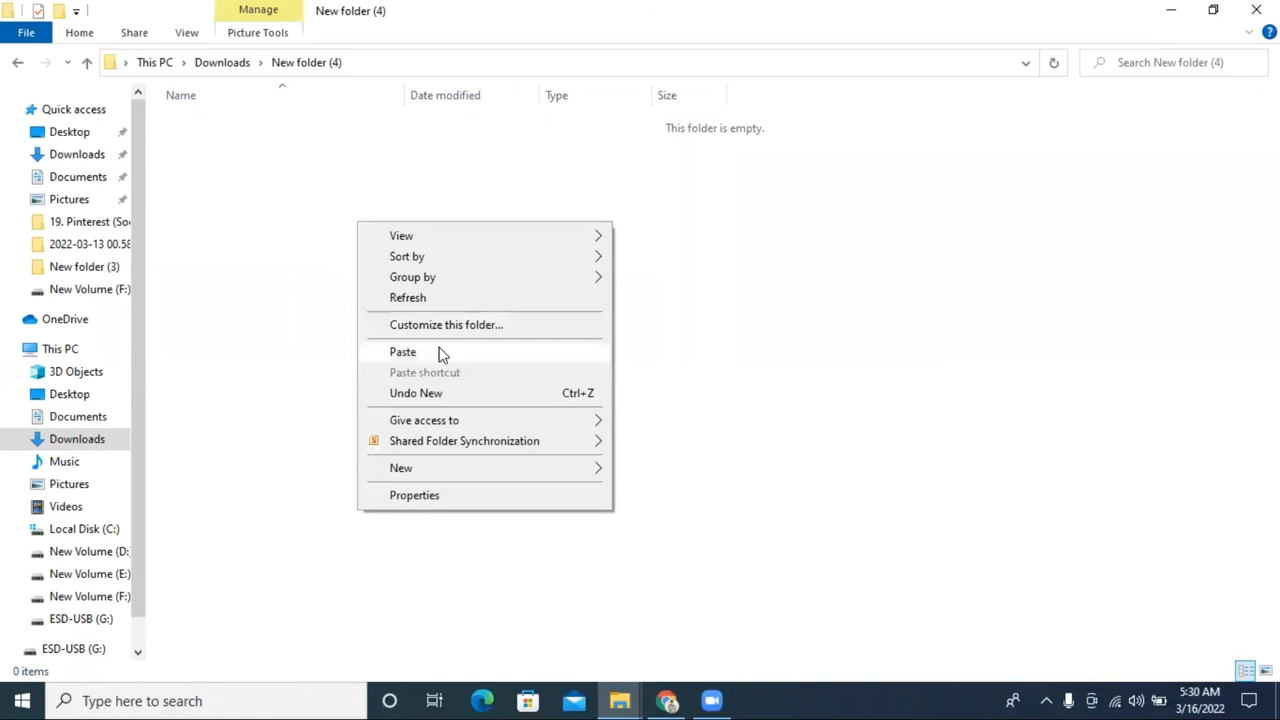 Manage
New folder (4)
File
Home
Share
View
Picture Tools
This PC
Downloads
New folder (4)
Search New folder (4)
Name
Date modified
Type
Size
This folder is empty.
Quick access
Desktop
Downloads
Documents
Pictures
19. Pinterest (So
2022-03-13 00.58
New folder (3)
New Volume (F:)
OneDrive
This PC
3D Objects
Desktop
Documents
Downloads
Music
Pictures
Videos
Local Disk (C:)
New Volume (D:)
New Volume (E:)
New Volume (F:)
ESD-USB (G:)
ESD-USB (G:)
View
Sort by
Group by
Refresh
Customize this folder...
Paste
Paste shortcut
Undo New Ctrl+Z
Give access to
Shared Folder Synchronization
New
Properties
0 items
Type here to search
5:30 AM
3/16/2022